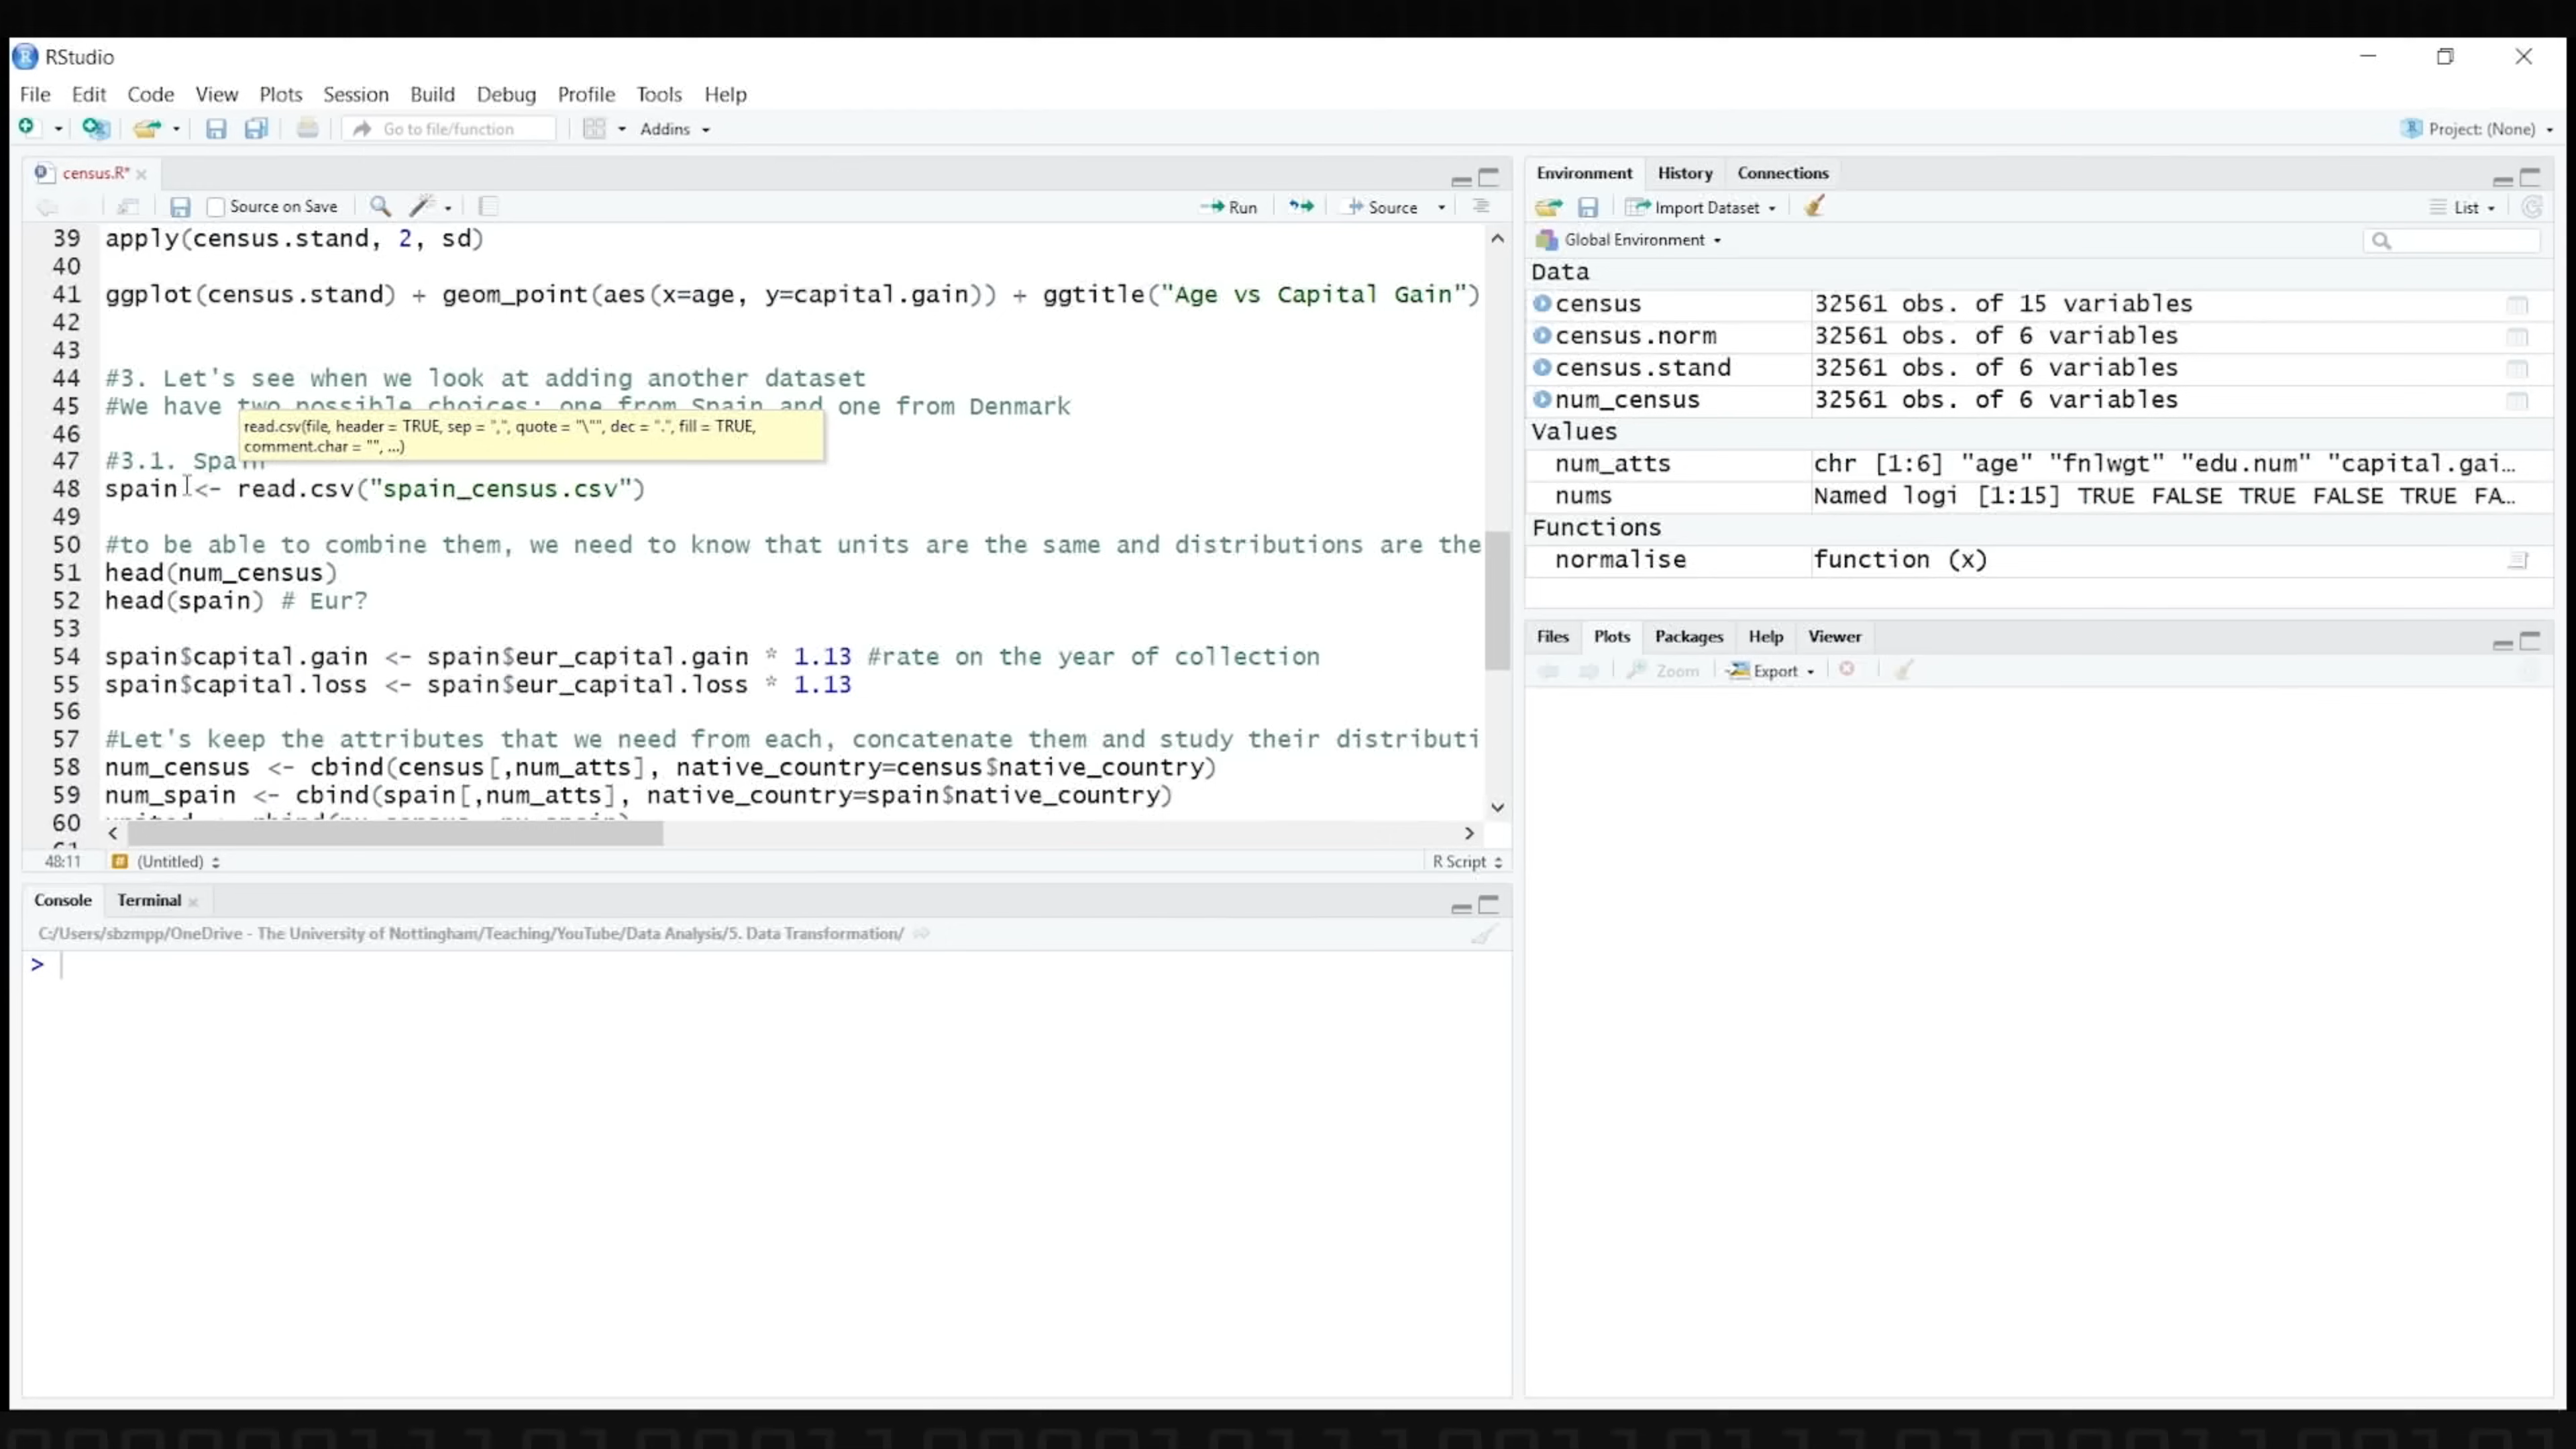 RStudio
File Edit Code View Plots Session Build Debug Profile Tools Help
Go to file/function Addins Project: (None)
census.R*
Source on Save Run Source
39 apply(census.stand, 2, sd)
40
41 ggplot(census.stand) + geom_point(aes(x=age, y=capital.gain)) + ggtitle("Age vs Capital Gain")
42
43
44 #3. Let's see when we look at adding another dataset
45 #We have two possible choices: one from Spain and one from Denmark
read.csv(file, header = TRUE, sep = ",", quote = "\"", dec = ".", fill = TRUE,
comment.char = "", ...)
46
47 #3.1. Spain
48 spain <- read.csv("spain_census.csv")
49
50 #to be able to combine them, we need to know that units are the same and distributions are the
51 head(num_census)
52 head(spain) # Eur?
53
54 spain$capital.gain <- spain$eur_capital.gain * 1.13 #rate on the year of collection
55 spain$capital.loss <- spain$eur_capital.loss * 1.13
56
57 #Let's keep the attributes that we need from each, concatenate them and study their distributi
58 num_census <- cbind(census[,num_atts], native_country=census$native_country)
59 num_spain <- cbind(spain[,num_atts], native_country=spain$native_country)
60
48:11 (Untitled) R Script
Console Terminal
C:/Users/sbzmpp/OneDrive - The University of Nottingham/Teaching/YouTube/Data Analysis/5. Data Transformation/
>
Environment History Connections
Import Dataset List
Global Environment
Data
census 32561 obs. of 15 variables
census.norm 32561 obs. of 6 variables
census.stand 32561 obs. of 6 variables
num_census 32561 obs. of 6 variables
Values
num_atts chr [1:6] "age" "fnlwgt" "edu.num" "capital.gai...
nums Named logi [1:15] TRUE FALSE TRUE FALSE TRUE FA...
Functions
normalise function (x)
Files Plots Packages Help Viewer
Zoom Export